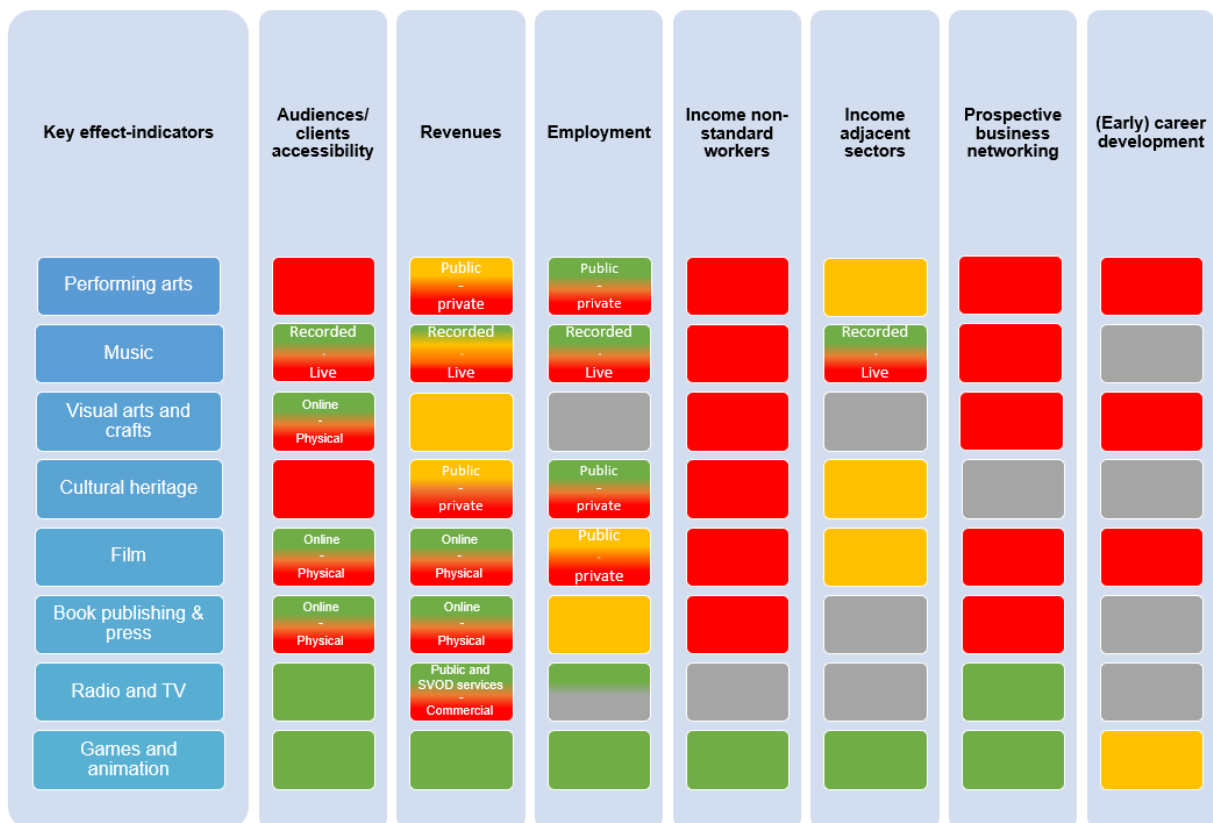 Key effect-indicators
Audiences/
clients
accessibility
Revenues
Employment
Income non-
standard
workers
Income
adjacent
sectors
Prospective
business
networking
(Early) career
development
Performing arts
Public
-
private
Public
-
private
Music
Recorded
-
Live
Recorded
-
Live
Recorded
-
Live
Recorded
-
Live
Visual arts and
crafts
Online
-
Physical
Cultural heritage
Public
-
private
Public
-
private
Film
Online
-
Physical
Online
-
Physical
Public
-
private
Book publishing &
press
Online
-
Physical
Online
-
Physical
Radio and TV
Public and
SVOD services
-
Commercial
Games and
animation